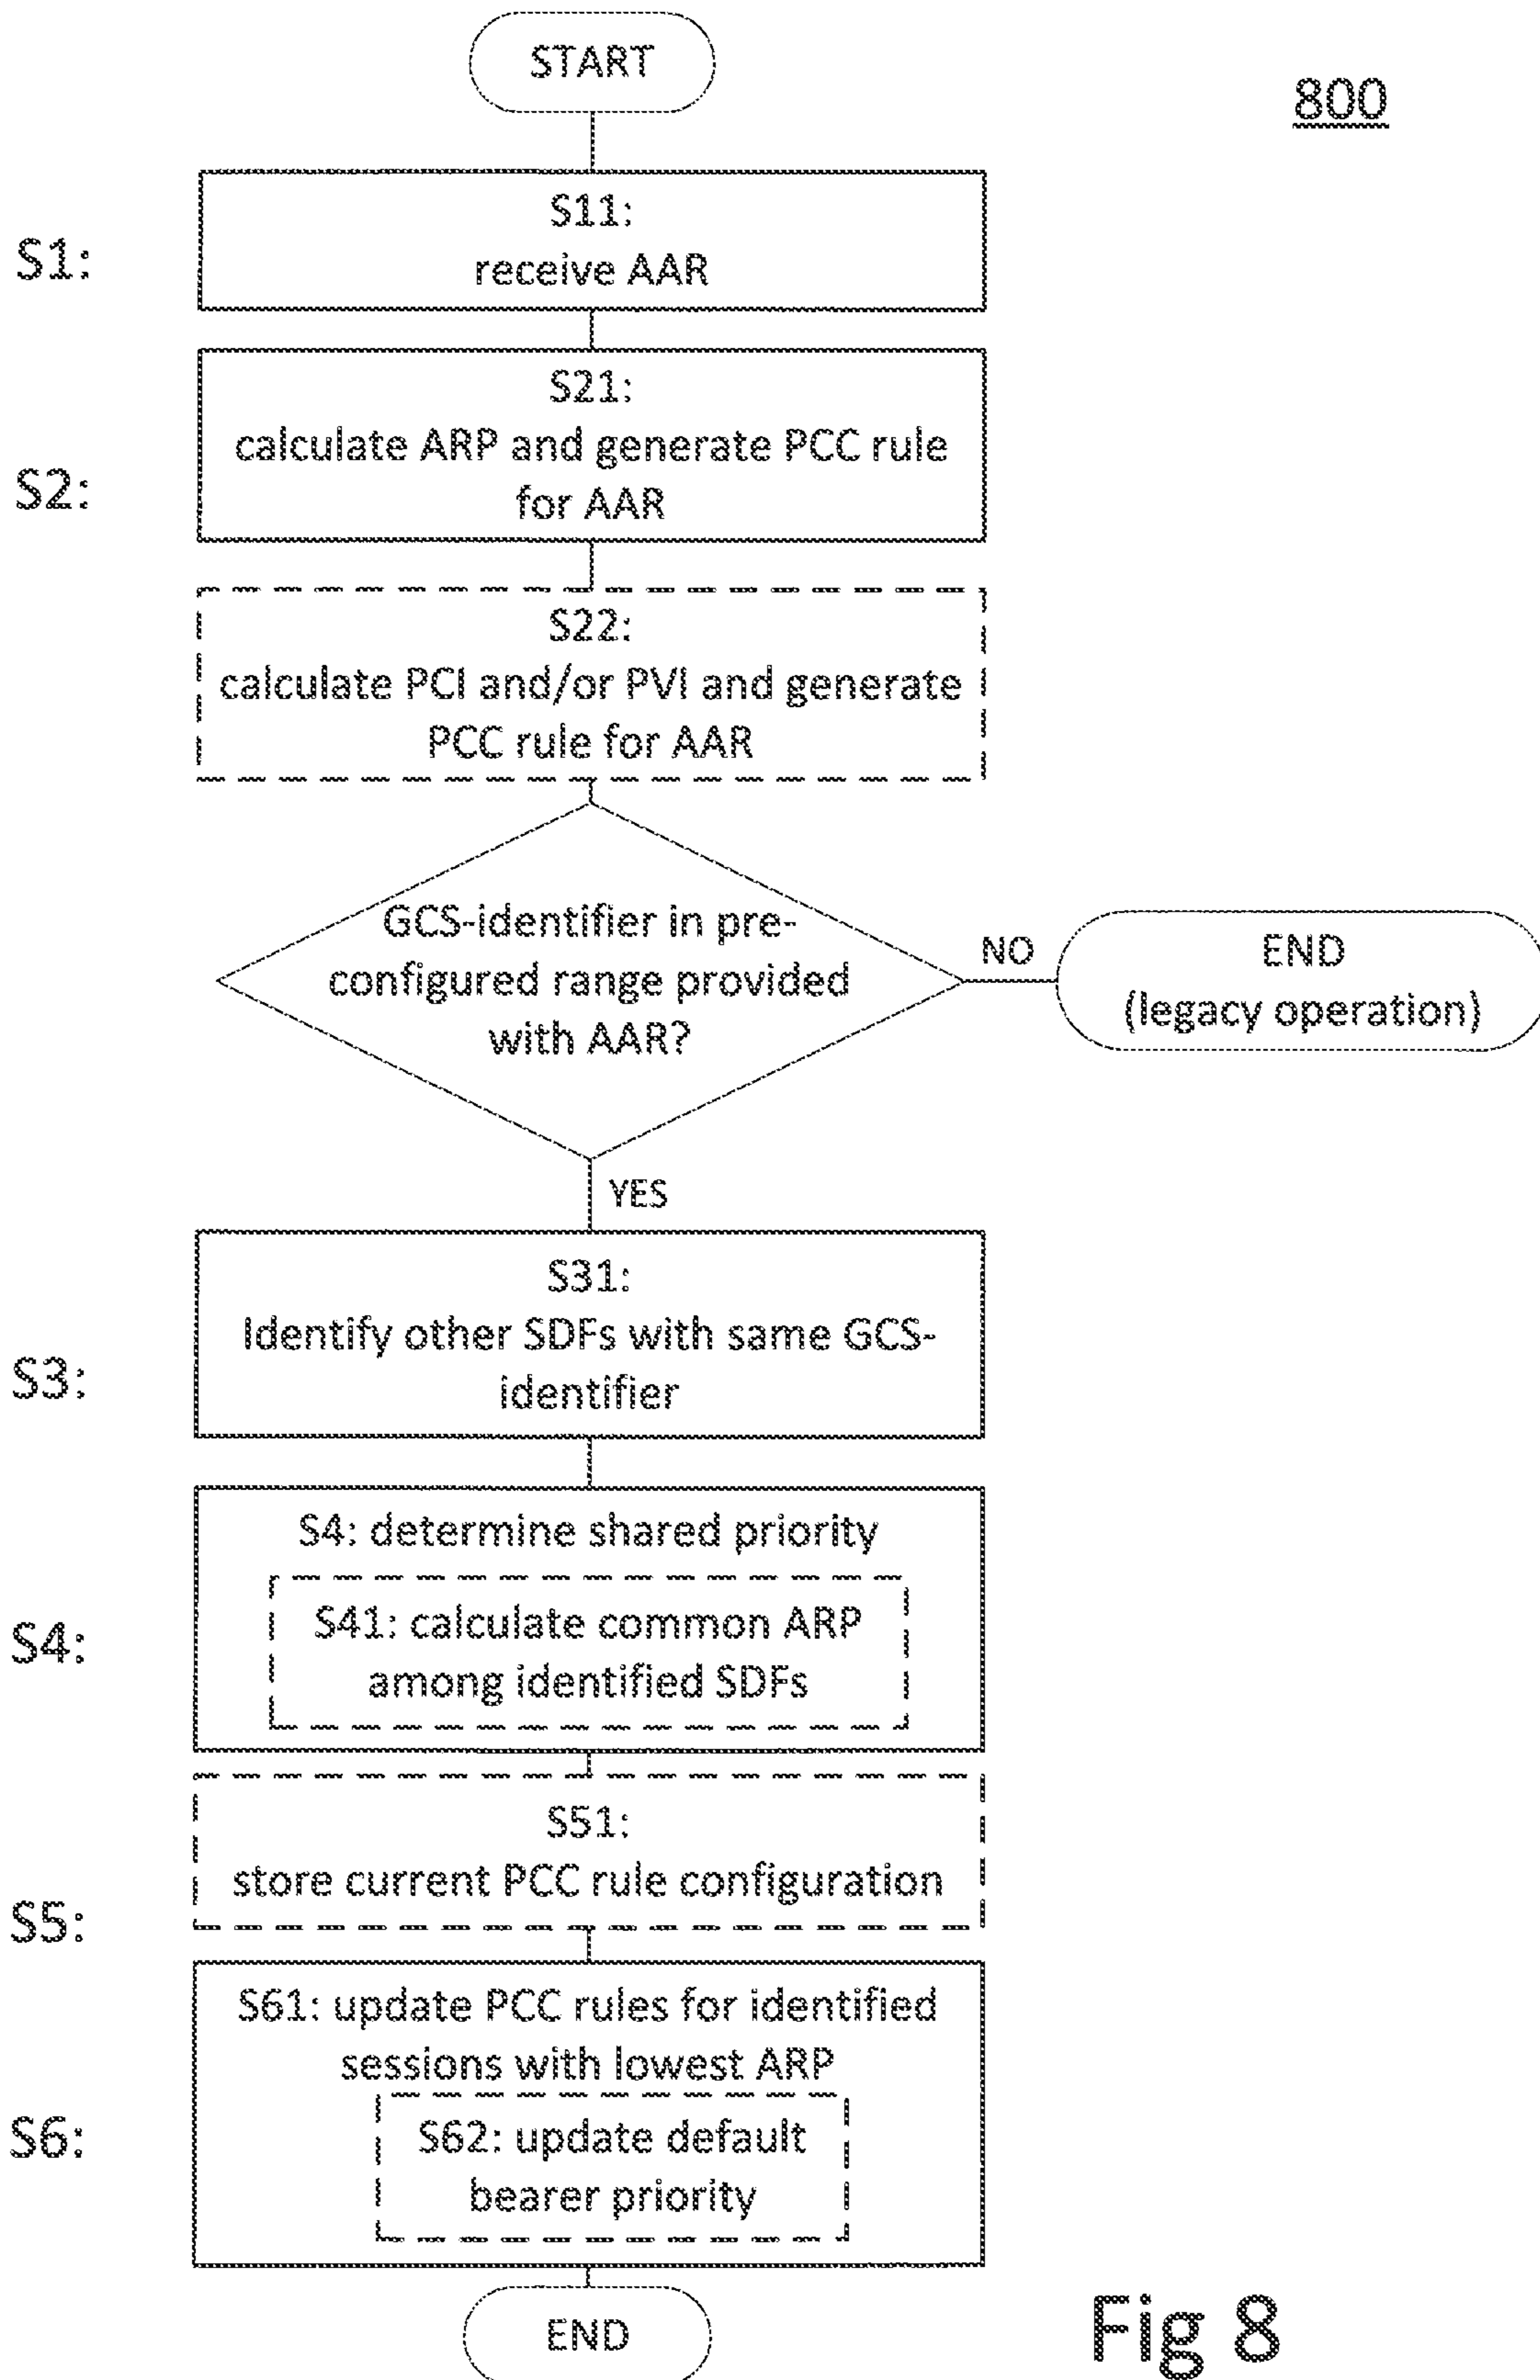 START
800
S1:
S11:
receive AAR
S2:
S21:
calculate ARP and generate PCC rule
for AAR
S22:
calculate PCI and/or PVI and generate
PCC rule for AAR
GCS-identifier in pre-
configured range provided
with AAR?
NO
END
(legacy operation)
YES
S3:
S31:
Identify other SDFs with same GCS-
identifier
S4:
S4: determine shared priority
S41: calculate common ARP
among identified SDFs
S5:
S51:
store current PCC rule configuration
S6:
S61: update PCC rules for identified
sessions with lowest ARP
S62: update default
bearer priority
END
Fig 8